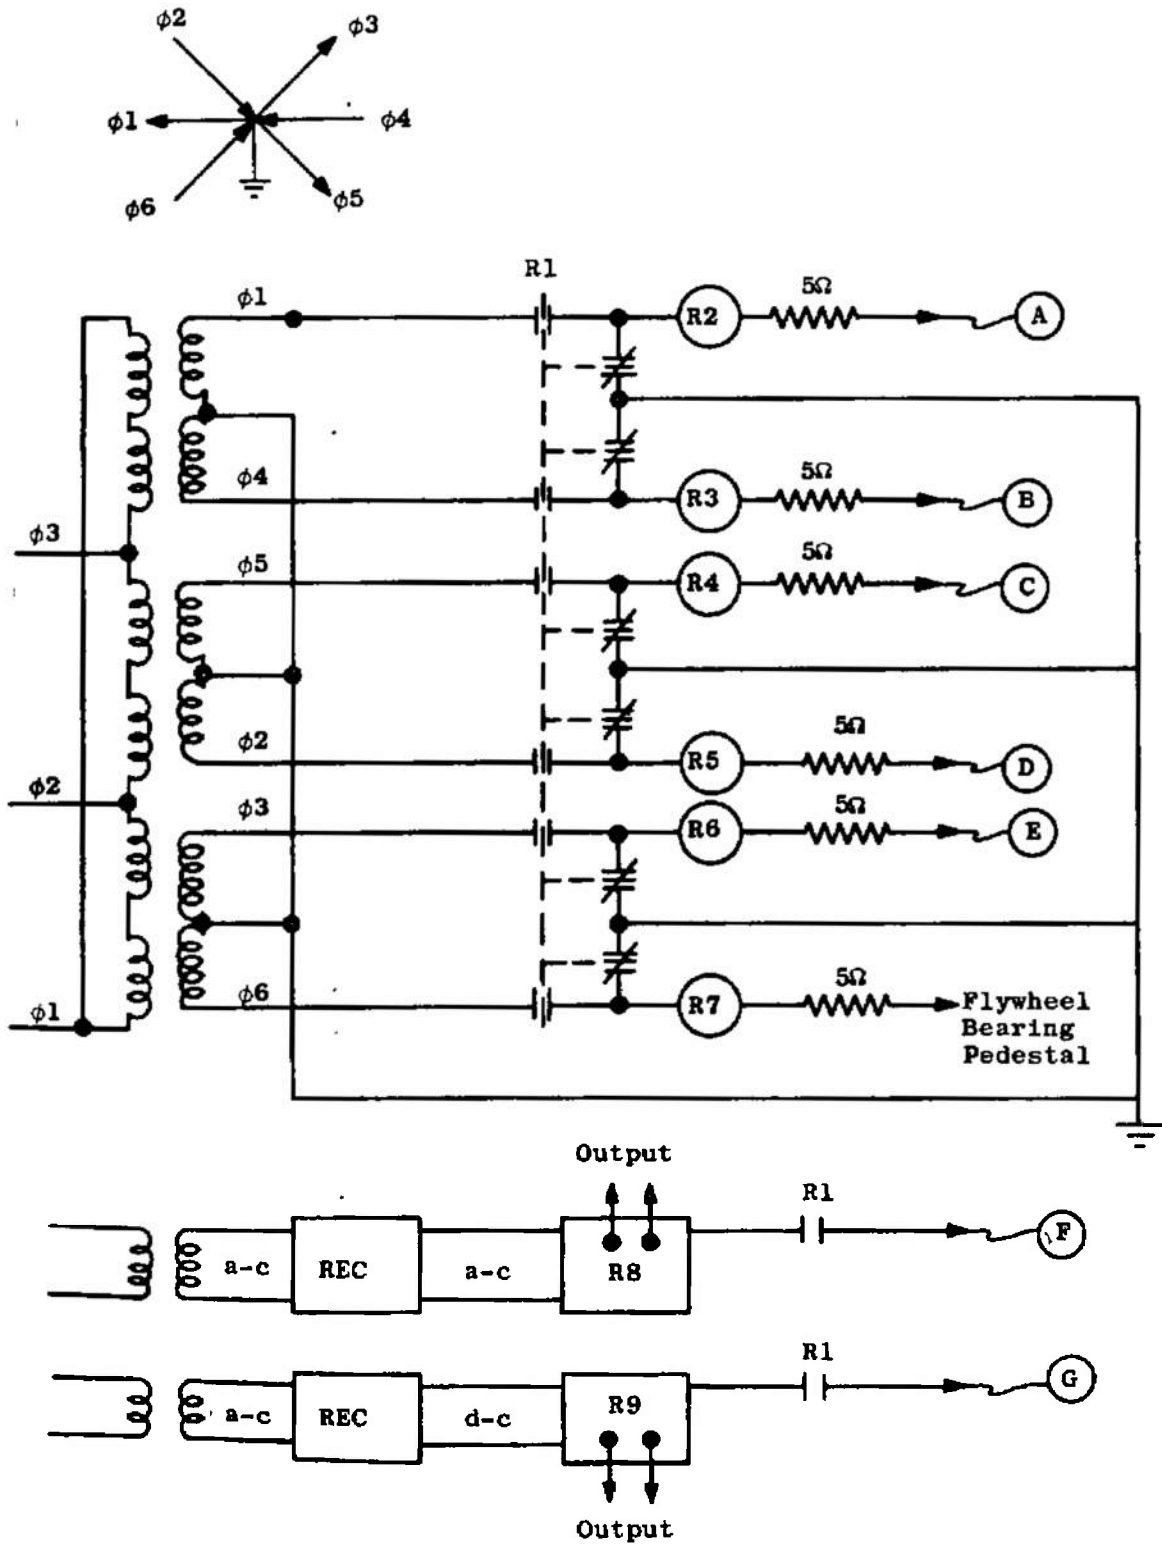 φ2
φ3
φ1
φ4
φ6
φ5
R1
φ1
R2
5Ω
A
φ4
R3
5Ω
B
φ3
φ5
R4
5Ω
C
φ2
R5
5Ω
D
φ2
φ3
R6
5Ω
E
φ1
φ6
R7
5Ω
Flywheel
Bearing
Pedestal
Output
a-c
REC
a-c
R8
R1
F
a-c
REC
d-c
R9
R1
G
Output